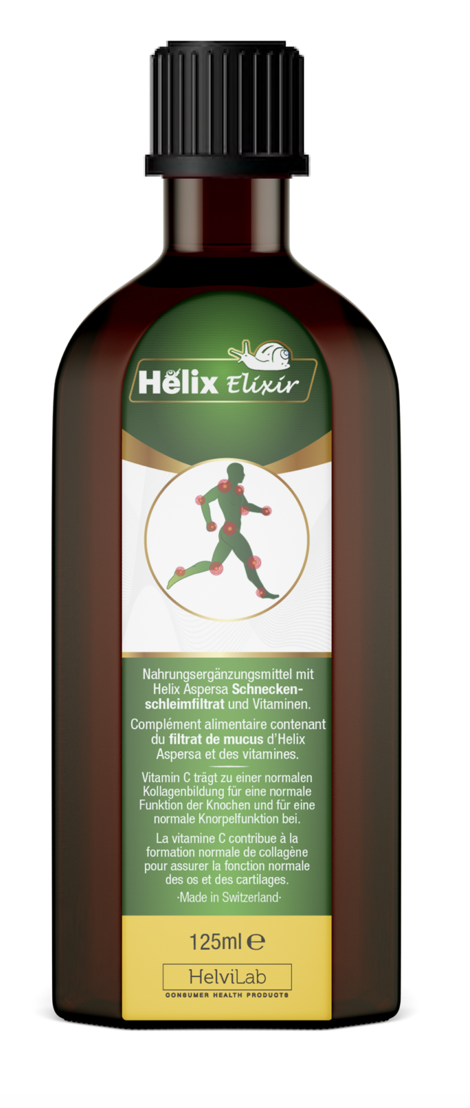 Hélix Elixir
Nahrungsergänzungsmittel mit
Helix Aspersa Schnecken-
schleimfiltrat und Vitaminen.
Complément alimentaire contenant
du filtrat de mucus d'Helix
Aspersa et des vitamines.
Vitamin C trägt zu einer normalen
Kollagenbildung für eine normale
Funktion der Knochen und für eine
normale Knorpelfunktion bei.
La vitamine C contribue à la
formation normale de collagène
pour assurer la fonction normale
des os et des cartilages.
·Made in Switzerland·
125ml ℮
HelviLab
CONSUMER HEALTH PRODUCTS